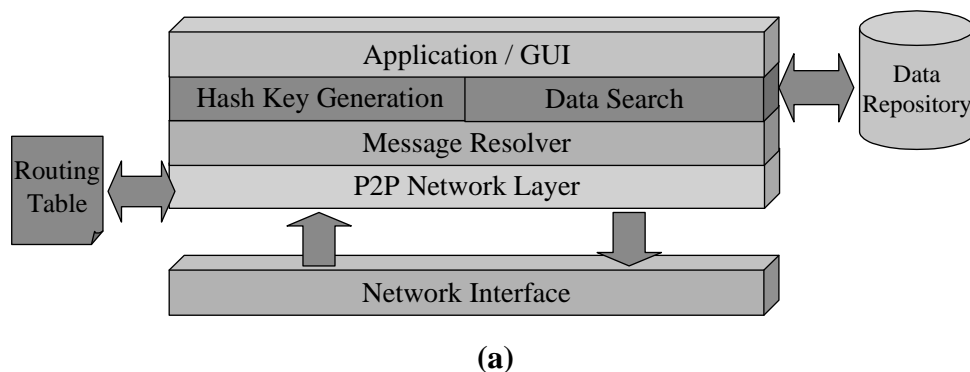 Application / GUI
Hash Key Generation
Data Search
Message Resolver
P2P Network Layer
Network Interface
Routing
Table
Data
Repository
(a)